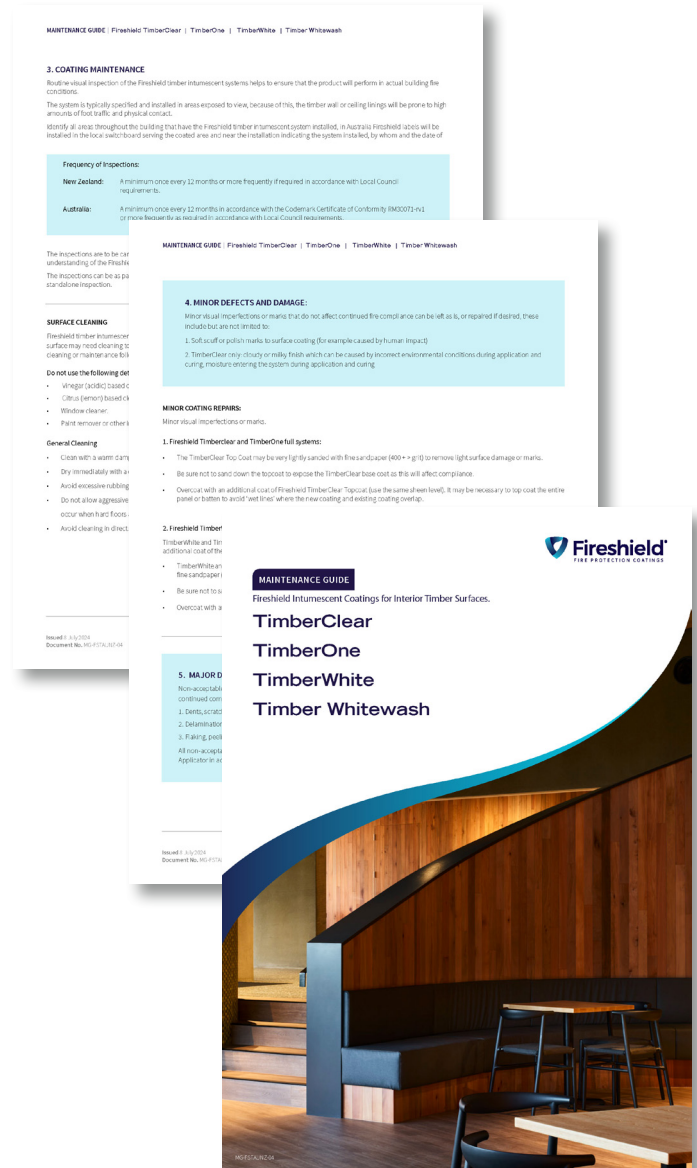 MAINTENANCE GUIDE | Fireshield TimberClear | TimberOne | TimberWhite | Timber Whitewash
3. COATING MAINTENANCE
Routine visual inspection of the Fireshield timber intumescent systems helps to ensure that the product will perform in actual building fire
conditions.
The system is typically specified and installed in areas exposed to view, because of this, the timber wall or ceiling linings will be prone to high
amounts of foot traffic and physical contact.
Identify all areas throughout the building that have the Fireshield timber intumescent system installed, in Australia Fireshield labels will be
installed in the local switchboard serving the coated area and near the installation indicating the system installed, by whom and the date of
Frequency of Inspections:
New Zealand: A minimum once every 12 months or more frequently if required in accordance with Local Council
requirements.
Australia: A minimum once every 12 months in accordance with the Codemark Certificate of Conformity RM30071-rv1
or more frequently as required in accordance with Local Council requirements.
The inspections are to be car
understanding of the Fireshie
The inspections can be as pa
standalone inspection.
SURFACE CLEANING
Fireshield timber intumescer
surface may need cleaning to
cleaning or maintenance foll
Do not use the following det
• Vinegar (acidic) based c
• Citrus (lemon) based cl
• Window cleaner.
• Paint remover or other i
General Cleaning
• Clean with a warm damp
• Dry immediately with a
• Avoid excessive rubbing
• Do not allow aggressive
occur when hard floors
• Avoid cleaning in direct
Issued 8 July 2024
Document No. MG-FSTAUNZ-04
MAINTENANCE GUIDE | Fireshield TimberClear | TimberOne | TimberWhite | Timber Whitewash
4. MINOR DEFECTS AND DAMAGE:
Minor visual imperfections or marks that do not affect continued fire compliance can be left as is, or repaired if desired, these
include but are not limited to:
1. Soft scuff or polish marks to surface coating (for example caused by human impact)
2. TimberClear only- cloudy or milky finish which can be caused by incorrect environmental conditions during application and
curing, moisture entering the system during application and curing
MINOR COATING REPAIRS:
Minor visual imperfections or marks.
1. Fireshield Timberclear and TimberOne full systems:
• The TimberClear Top Coat may be very lightly sanded with fine sandpaper (400 + > grit) to remove light surface damage or marks.
• Be sure not to sand down the topcoat to expose the TimberClear base coat as this will affect compliance.
• Overcoat with an additional coat of Fireshield TimberClear Topcoat (use the same sheen level). It may be necessary to top coat the entire
panel or batten to avoid "wet lines" where the new coating and existing coating overlap.
2. Fireshield Timber
TimberWhite and Tim
additional coat of the
• TimberWhite an
fine sandpaper
• Be sure not to s
• Overcoat with a
5. MAJOR D
Non-acceptable
continued com
1. Dents, scratc
2. Delamination
3. Flaking, peeli
All non-accepta
Applicator in ac
Issued 8 July 2024
Document No. MG-FSTAU
Fireshield
FIRE PROTECTION COATINGS
MAINTENANCE GUIDE
Fireshield Intumescent Coatings for Interior Timber Surfaces.
TimberClear
TimberOne
TimberWhite
Timber Whitewash
MG-FSTAUNZ-04